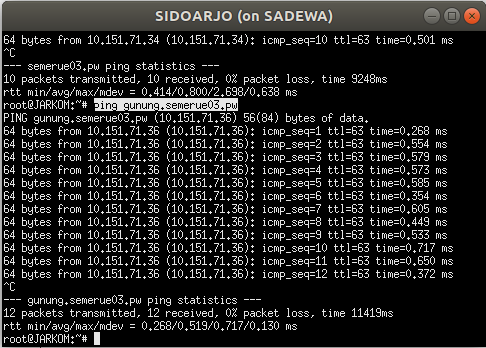 SIDOARJO (on SADEWA)
64 bytes from 10.151.71.34 (10.151.71.34): icmp_seq=10 ttl=63 time=0.501 ms
^C
--- semerue03.pw ping statistics ---
10 packets transmitted, 10 received, 0% packet loss, time 9248ms
rtt min/avg/max/mdev = 0.414/0.800/2.698/0.638 ms
root@JARKOM:~# ping gunung.semerue03.pw
PING gunung.semerue03.pw (10.151.71.36) 56(84) bytes of data.
64 bytes from 10.151.71.36 (10.151.71.36): icmp_seq=1 ttl=63 time=0.268 ms
64 bytes from 10.151.71.36 (10.151.71.36): icmp_seq=2 ttl=63 time=0.554 ms
64 bytes from 10.151.71.36 (10.151.71.36): icmp_seq=3 ttl=63 time=0.579 ms
64 bytes from 10.151.71.36 (10.151.71.36): icmp_seq=4 ttl=63 time=0.573 ms
64 bytes from 10.151.71.36 (10.151.71.36): icmp_seq=5 ttl=63 time=0.585 ms
64 bytes from 10.151.71.36 (10.151.71.36): icmp_seq=6 ttl=63 time=0.354 ms
64 bytes from 10.151.71.36 (10.151.71.36): icmp_seq=7 ttl=63 time=0.605 ms
64 bytes from 10.151.71.36 (10.151.71.36): icmp_seq=8 ttl=63 time=0.449 ms
64 bytes from 10.151.71.36 (10.151.71.36): icmp_seq=9 ttl=63 time=0.533 ms
64 bytes from 10.151.71.36 (10.151.71.36): icmp_seq=10 ttl=63 time=0.717 ms
64 bytes from 10.151.71.36 (10.151.71.36): icmp_seq=11 ttl=63 time=0.650 ms
64 bytes from 10.151.71.36 (10.151.71.36): icmp_seq=12 ttl=63 time=0.372 ms
^C
--- gunung.semerue03.pw ping statistics ---
12 packets transmitted, 12 received, 0% packet loss, time 11419ms
rtt min/avg/max/mdev = 0.268/0.519/0.717/0.130 ms
root@JARKOM:~#